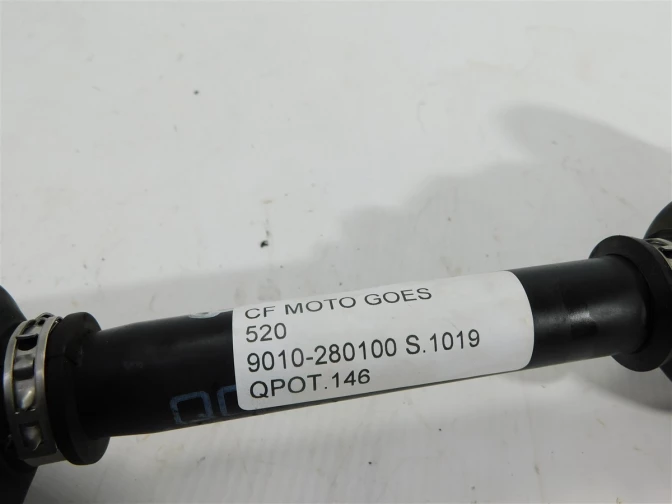 CF MOTO GOES
520
9010-280100 S.1019
QPOT.146